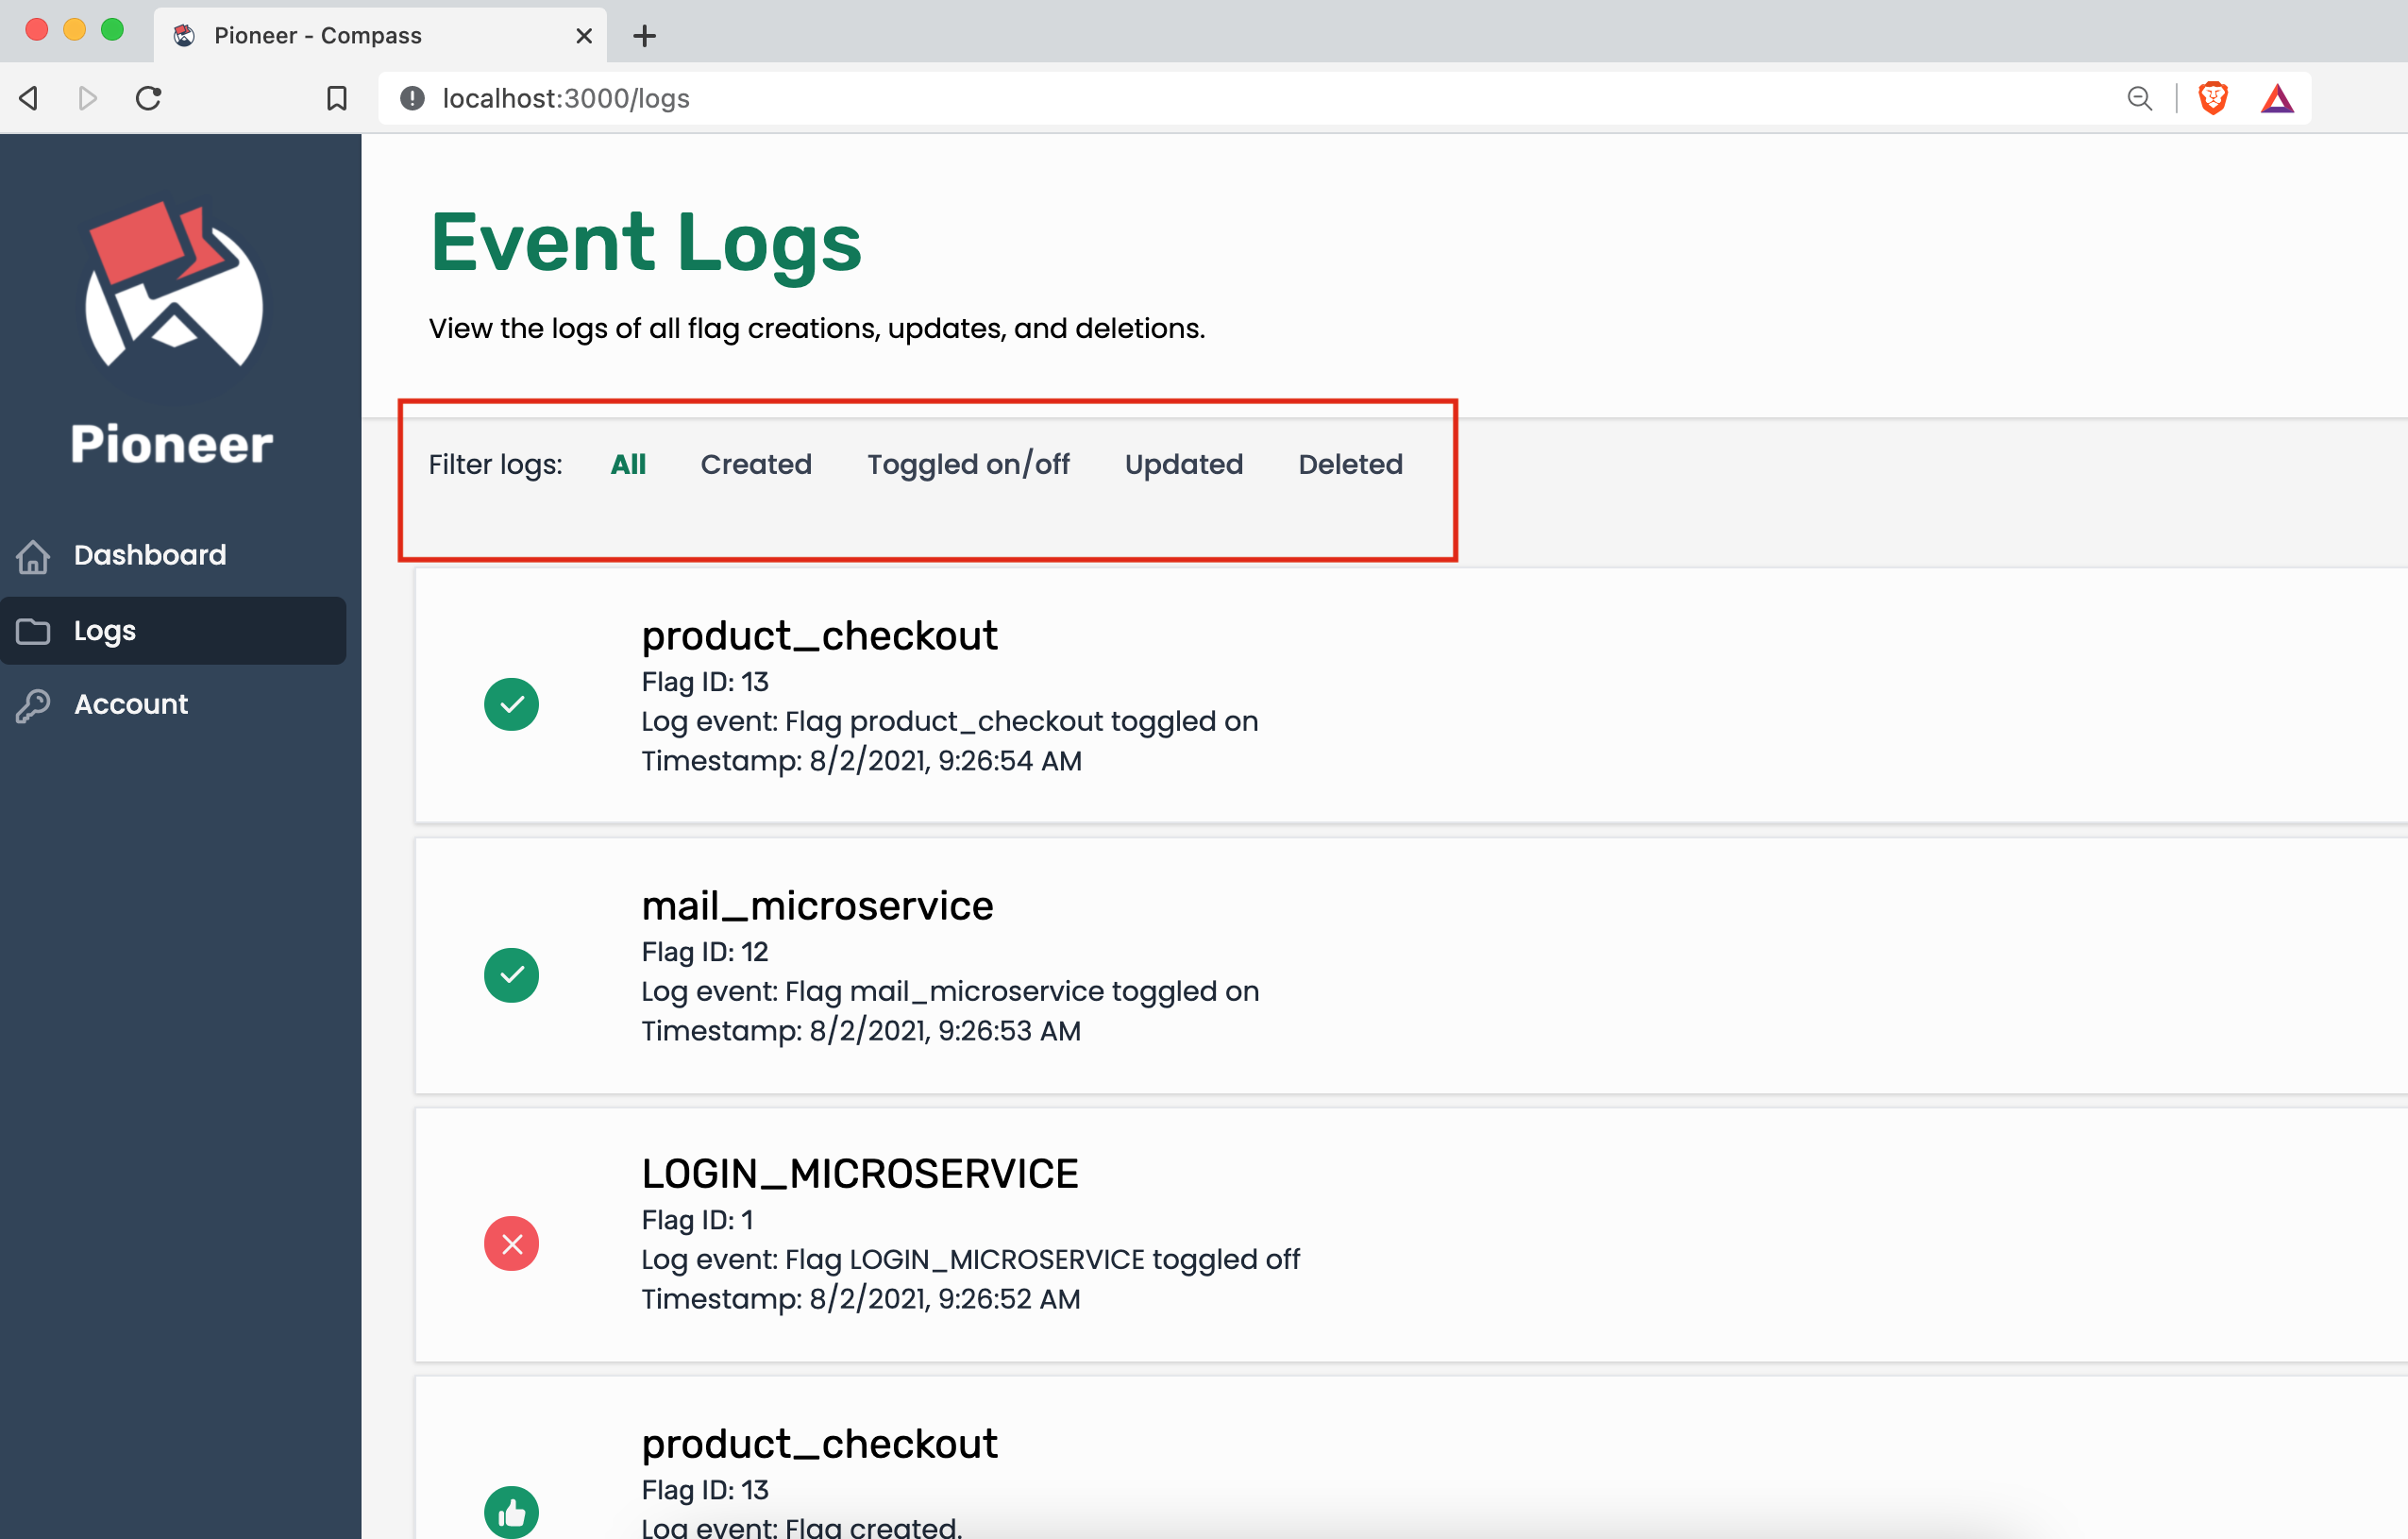 Pioneer - Compass
localhost:3000/logs
Pioneer
Dashboard
Logs
Account
Event Logs
View the logs of all flag creations, updates, and deletions.
Filter logs: All Created Toggled on/off Updated Deleted
product_checkout
Flag ID: 13
Log event: Flag product_checkout toggled on
Timestamp: 8/2/2021, 9:26:54 AM
mail_microservice
Flag ID: 12
Log event: Flag mail_microservice toggled on
Timestamp: 8/2/2021, 9:26:53 AM
LOGIN_MICROSERVICE
Flag ID: 1
Log event: Flag LOGIN_MICROSERVICE toggled off
Timestamp: 8/2/2021, 9:26:52 AM
product_checkout
Flag ID: 13
Log event: Flag created.